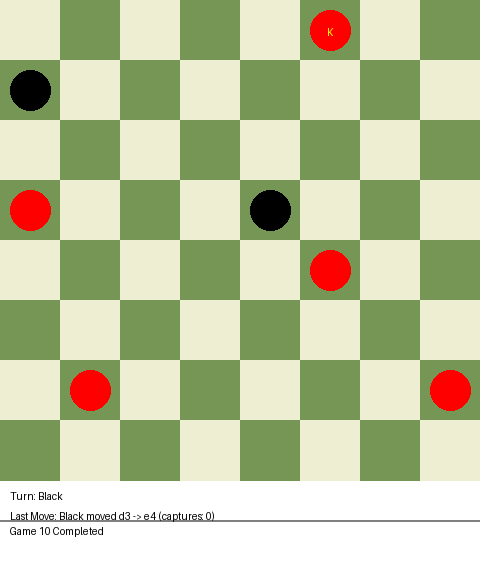 K
Turn: Black
Last Move: Black moved d3 -> e4 (captures: 0)
Game 10 Completed